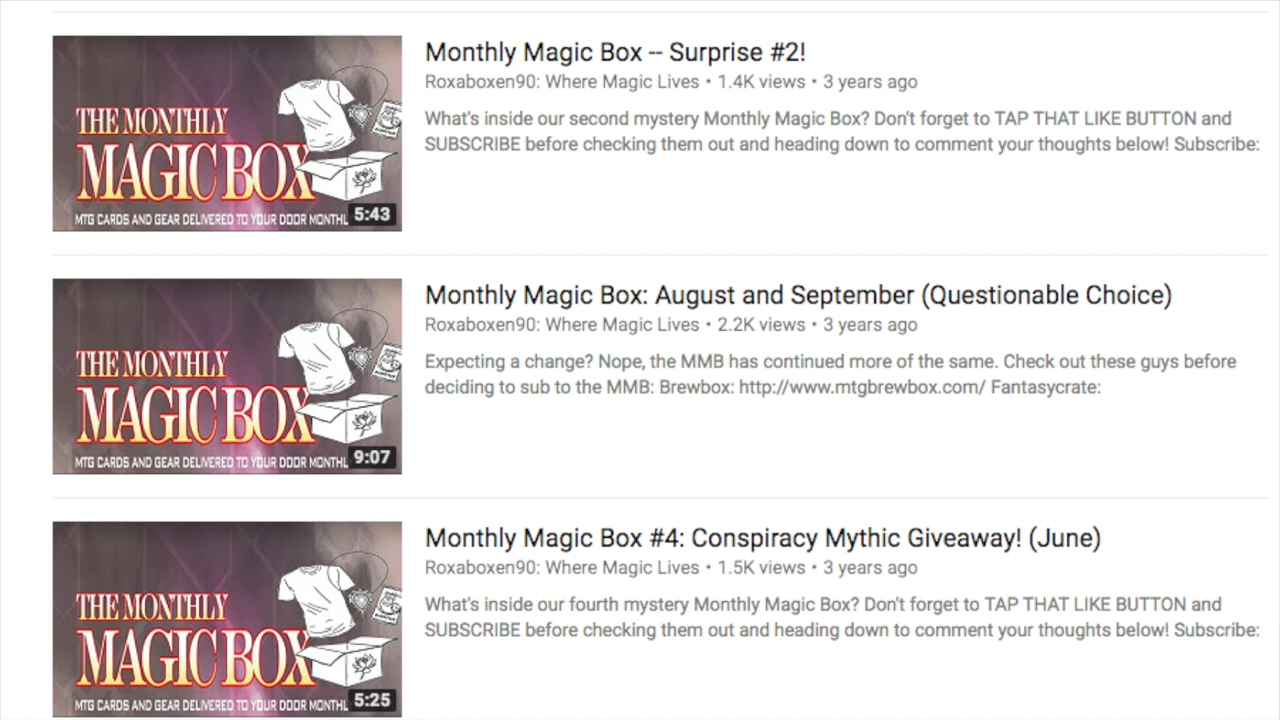 THE MONTHLY
MAGIC BOX
MTG CARDS AND GEAR DELIVERED TO YOUR DOOR MONTHL
5:43
Monthly Magic Box -- Surprise #2!
Roxaboxen90: Where Magic Lives • 1.4K views • 3 years ago
What's inside our second mystery Monthly Magic Box? Don't forget to TAP THAT LIKE BUTTON and
SUBSCRIBE before checking them out and heading down to comment your thoughts below! Subscribe:
THE MONTHLY
MAGIC BOX
MTG CARDS AND GEAR DELIVERED TO YOUR DOOR MONTHL
9:07
Monthly Magic Box: August and September (Questionable Choice)
Roxaboxen90: Where Magic Lives • 2.2K views • 3 years ago
Expecting a change? Nope, the MMB has continued more of the same. Check out these guys before
deciding to sub to the MMB: Brewbox: http://www.mtgbrewbox.com/ Fantasycrate:
THE MONTHLY
MAGIC BOX
MTG CARDS AND GEAR DELIVERED TO YOUR DOOR MONTHL
5:25
Monthly Magic Box #4: Conspiracy Mythic Giveaway! (June)
Roxaboxen90: Where Magic Lives • 1.5K views • 3 years ago
What's inside our fourth mystery Monthly Magic Box? Don't forget to TAP THAT LIKE BUTTON and
SUBSCRIBE before checking them out and heading down to comment your thoughts below! Subscribe: